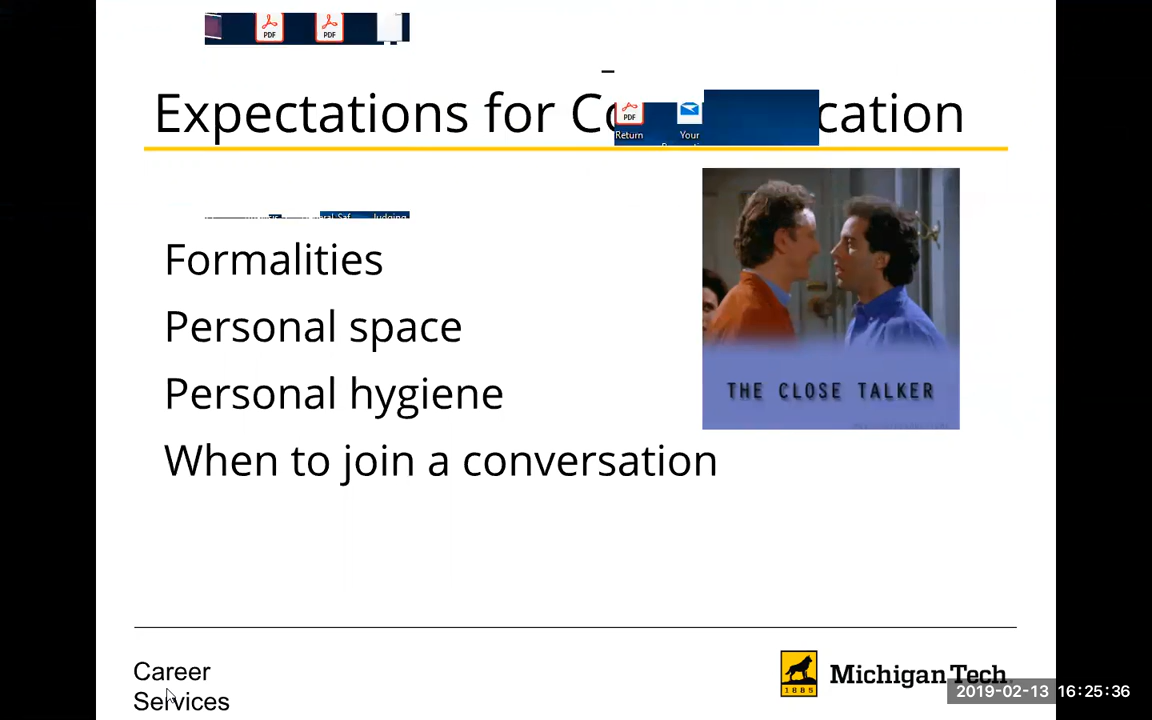 PDF
PDF
Expectations for Co cation
PDF
Return
Your
Judging
Formalities
Personal space
Personal hygiene
When to join a conversation
THE CLOSE TALKER
Career
Services
1885
Michigan Tech
2019-02-13 16:25:36